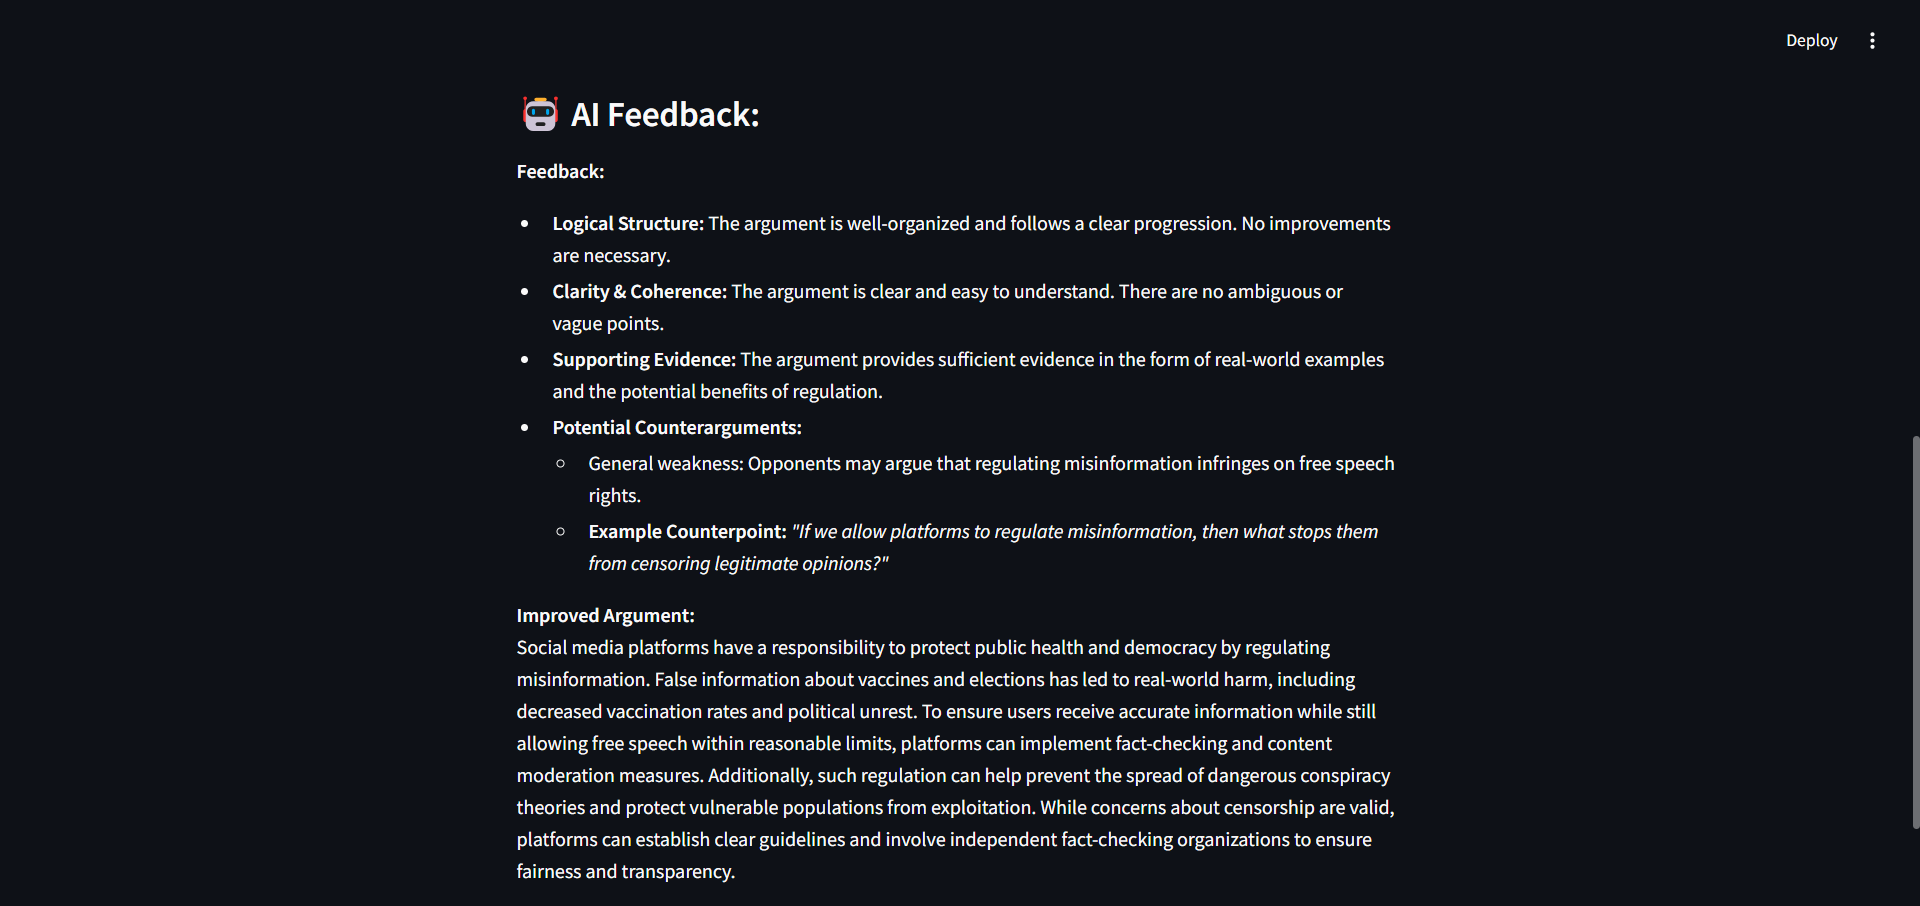 Deploy
AI Feedback:
Feedback:
Logical Structure: The argument is well-organized and follows a clear progression. No improvements
are necessary.
Clarity & Coherence: The argument is clear and easy to understand. There are no ambiguous or
vague points.
Supporting Evidence: The argument provides sufficient evidence in the form of real-world examples
and the potential benefits of regulation.
Potential Counterarguments:
General weakness: Opponents may argue that regulating misinformation infringes on free speech
rights.
Example Counterpoint: "If we allow platforms to regulate misinformation, then what stops them
from censoring legitimate opinions?"
Improved Argument:
Social media platforms have a responsibility to protect public health and democracy by regulating
misinformation. False information about vaccines and elections has led to real-world harm, including
decreased vaccination rates and political unrest. To ensure users receive accurate information while still
allowing free speech within reasonable limits, platforms can implement fact-checking and content
moderation measures. Additionally, such regulation can help prevent the spread of dangerous conspiracy
theories and protect vulnerable populations from exploitation. While concerns about censorship are valid,
platforms can establish clear guidelines and involve independent fact-checking organizations to ensure
fairness and transparency.